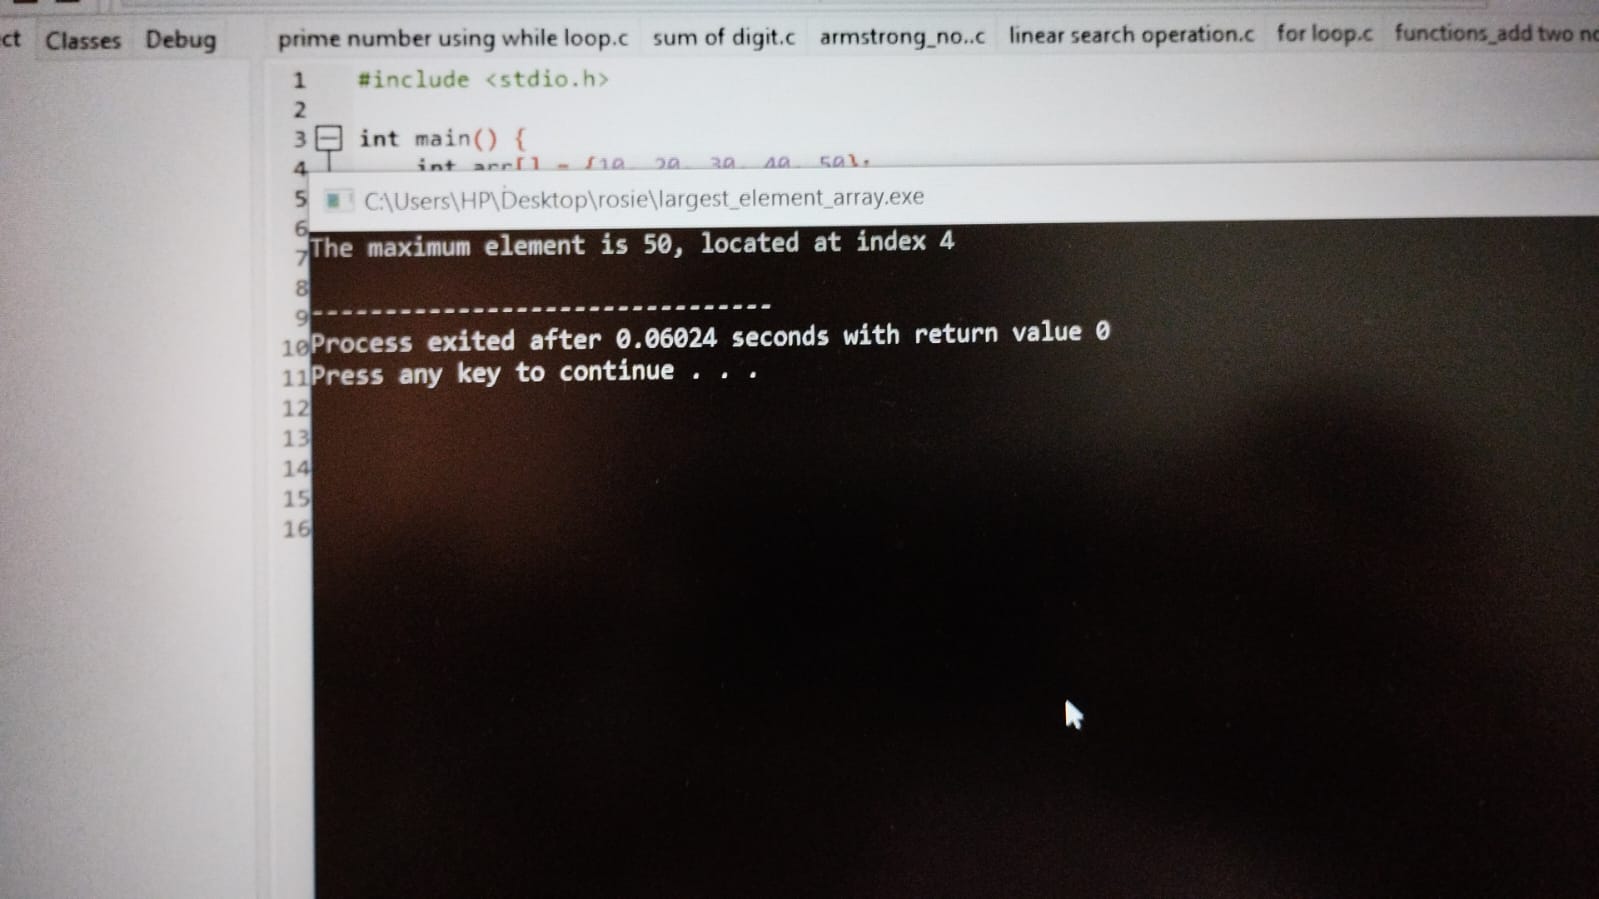 ct Classes Debug prime number using while loop.c sum of digit.c armstrong_no..c linear search operation.c for loop.c functions_add two
1 #include <stdio.h>
2
3 int main() {
4 int arr[] = {10, 20, 30, 40, 50};
5 C:\Users\HP\Desktop\rosie\largest_element_array.exe
6
7 The maximum element is 50, located at index 4
8
9 --------------------------------
10 Process exited after 0.06024 seconds with return value 0
11 Press any key to continue . . .
12
13
14
15
16